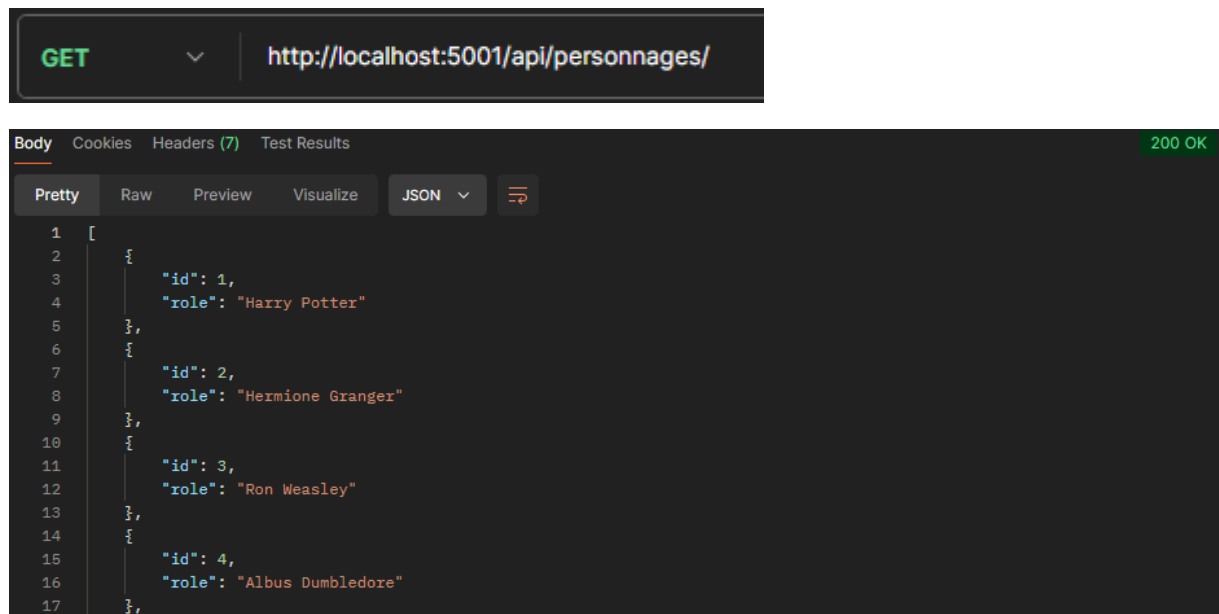 GET http://localhost:5001/api/personnages/
Body Cookies Headers (7) Test Results 200 OK
Pretty Raw Preview Visualize JSON
1 [
2 {
3 "id": 1,
4 "role": "Harry Potter"
5 },
6 {
7 "id": 2,
8 "role": "Hermione Granger"
9 },
10 {
11 "id": 3,
12 "role": "Ron Weasley"
13 },
14 {
15 "id": 4,
16 "role": "Albus Dumbledore"
17 },